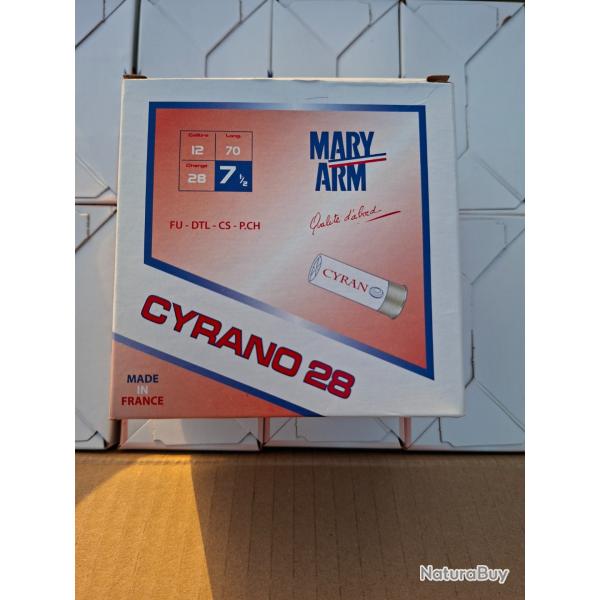 Calibre Long.
12 70
Charge
28 7 ½
MARY
ARM
Qualité d'abord
FU - DTL - CS - P.CH
CYRANO
CYRANO 28
MADE
IN
FRANCE
NaturaBuy